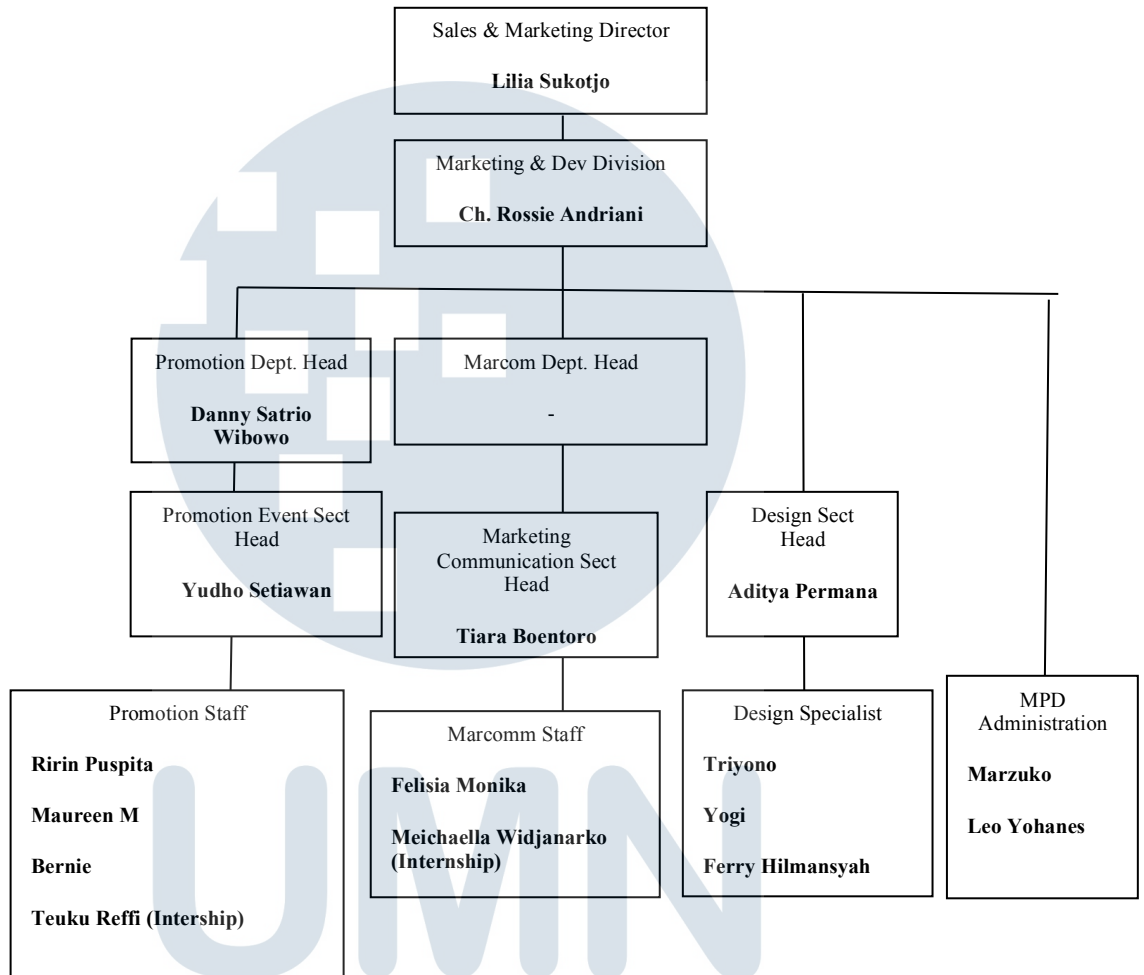 Sales & Marketing Director
Lilia Sukotjo
Marketing & Dev Division
Ch. Rossie Andriani
Promotion Dept. Head
Danny Satrio
Wibowo
Marcom Dept. Head
-
Promotion Event Sect
Head
Yudho Setiawan
Marketing
Communication Sect
Head
Tiara Boentoro
Design Sect
Head
Aditya Permana
Promotion Staff
Ririn Puspita
Maureen M
Bernie
Teuku Reffi (Intership)
Marcomm Staff
Felisia Monika
Meichaella Widjanarko
(Internship)
Design Specialist
Triyono
Yogi
Ferry Hilmansyah
MPD
Administration
Marzuko
Leo Yohanes
UMN